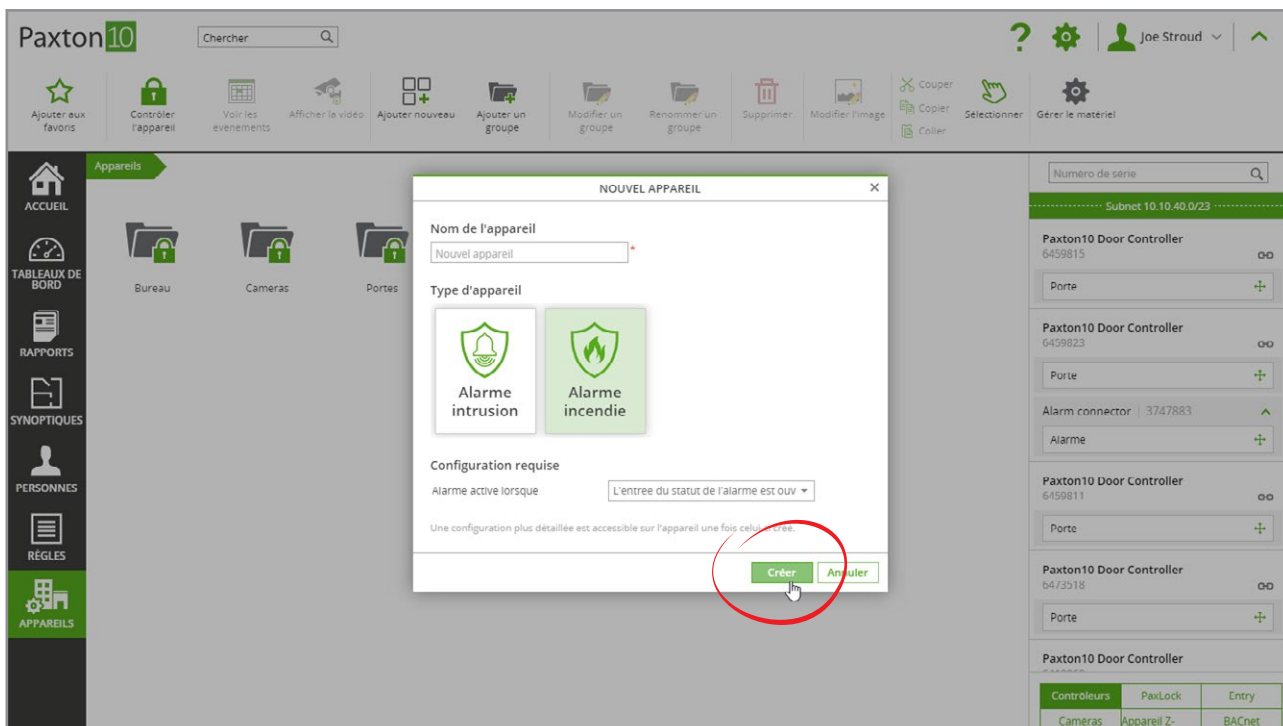 Paxton 10
Chercher
?
Joe Stroud
Ajouter aux
favoris
Contrôler
l'appareil
Voir les
evenements
Afficher la vidéo
Ajouter nouveau
Ajouter un
groupe
Modifier un
groupe
Renommer un
groupe
Supprimer
Modifier l'image
Couper
Copier
Coller
Sélectionner
Gérer le matériel
ACCUEIL
TABLEAUX DE
BORD
RAPPORTS
SYNOPTIQUES
PERSONNES
RÈGLES
APPAREILS
Appareils
Bureau
Cameras
Portes
NOUVEL APPAREIL
Nom de l'appareil
Nouvel appareil
*
Type d'appareil
Alarme
intrusion
Alarme
incendie
Configuration requise
Alarme active lorsque
L'entree du statut de l'alarme est ouv
Une configuration plus détaillée est accessible sur l'appareil une fois celui-ci créé.
Créer
Annuler
Numéro de série
Subnet 10.10.40.0/23
Paxton10 Door Controller
6459815
Porte
Paxton10 Door Controller
6459823
Porte
Alarm connector | 3747883
Alarme
Paxton10 Door Controller
6459811
Porte
Paxton10 Door Controller
6473518
Porte
Paxton10 Door Controller
Contrôleurs
PaxLock
Entry
Caméras
Appareil Z-
BACnet